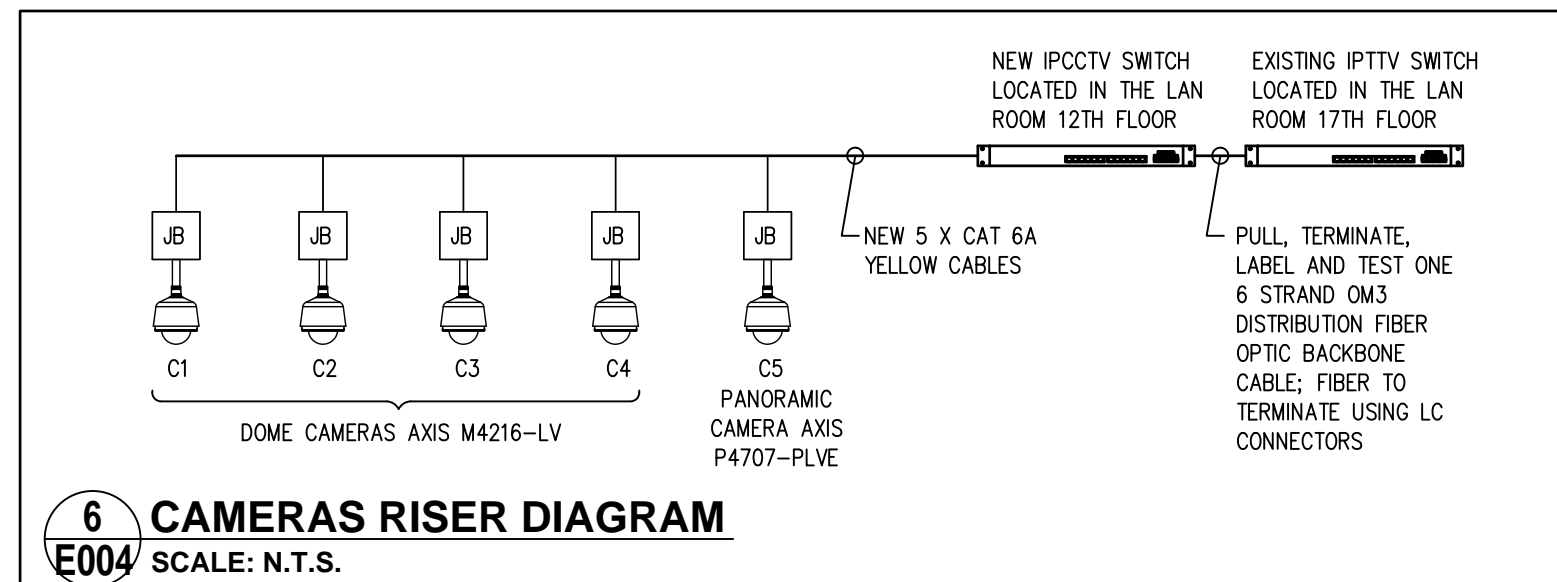 NEW IPCCTV SWITCH
LOCATED IN THE LAN
ROOM 12TH FLOOR
EXISTING IPTTV SWITCH
LOCATED IN THE LAN
ROOM 17TH FLOOR
JB
JB
JB
JB
JB
NEW 5 X CAT 6A
YELLOW CABLES
PULL, TERMINATE,
LABEL AND TEST ONE
6 STRAND OM3
DISTRIBUTION FIBER
OPTIC BACKBONE
CABLE; FIBER TO
TERMINATE USING LC
CONNECTORS
C1
C2
C3
C4
C5
PANORAMIC
CAMERA AXIS
P4707-PLVE
DOME CAMERAS AXIS M4216-LV
6
E004
CAMERAS RISER DIAGRAM
SCALE: N.T.S.